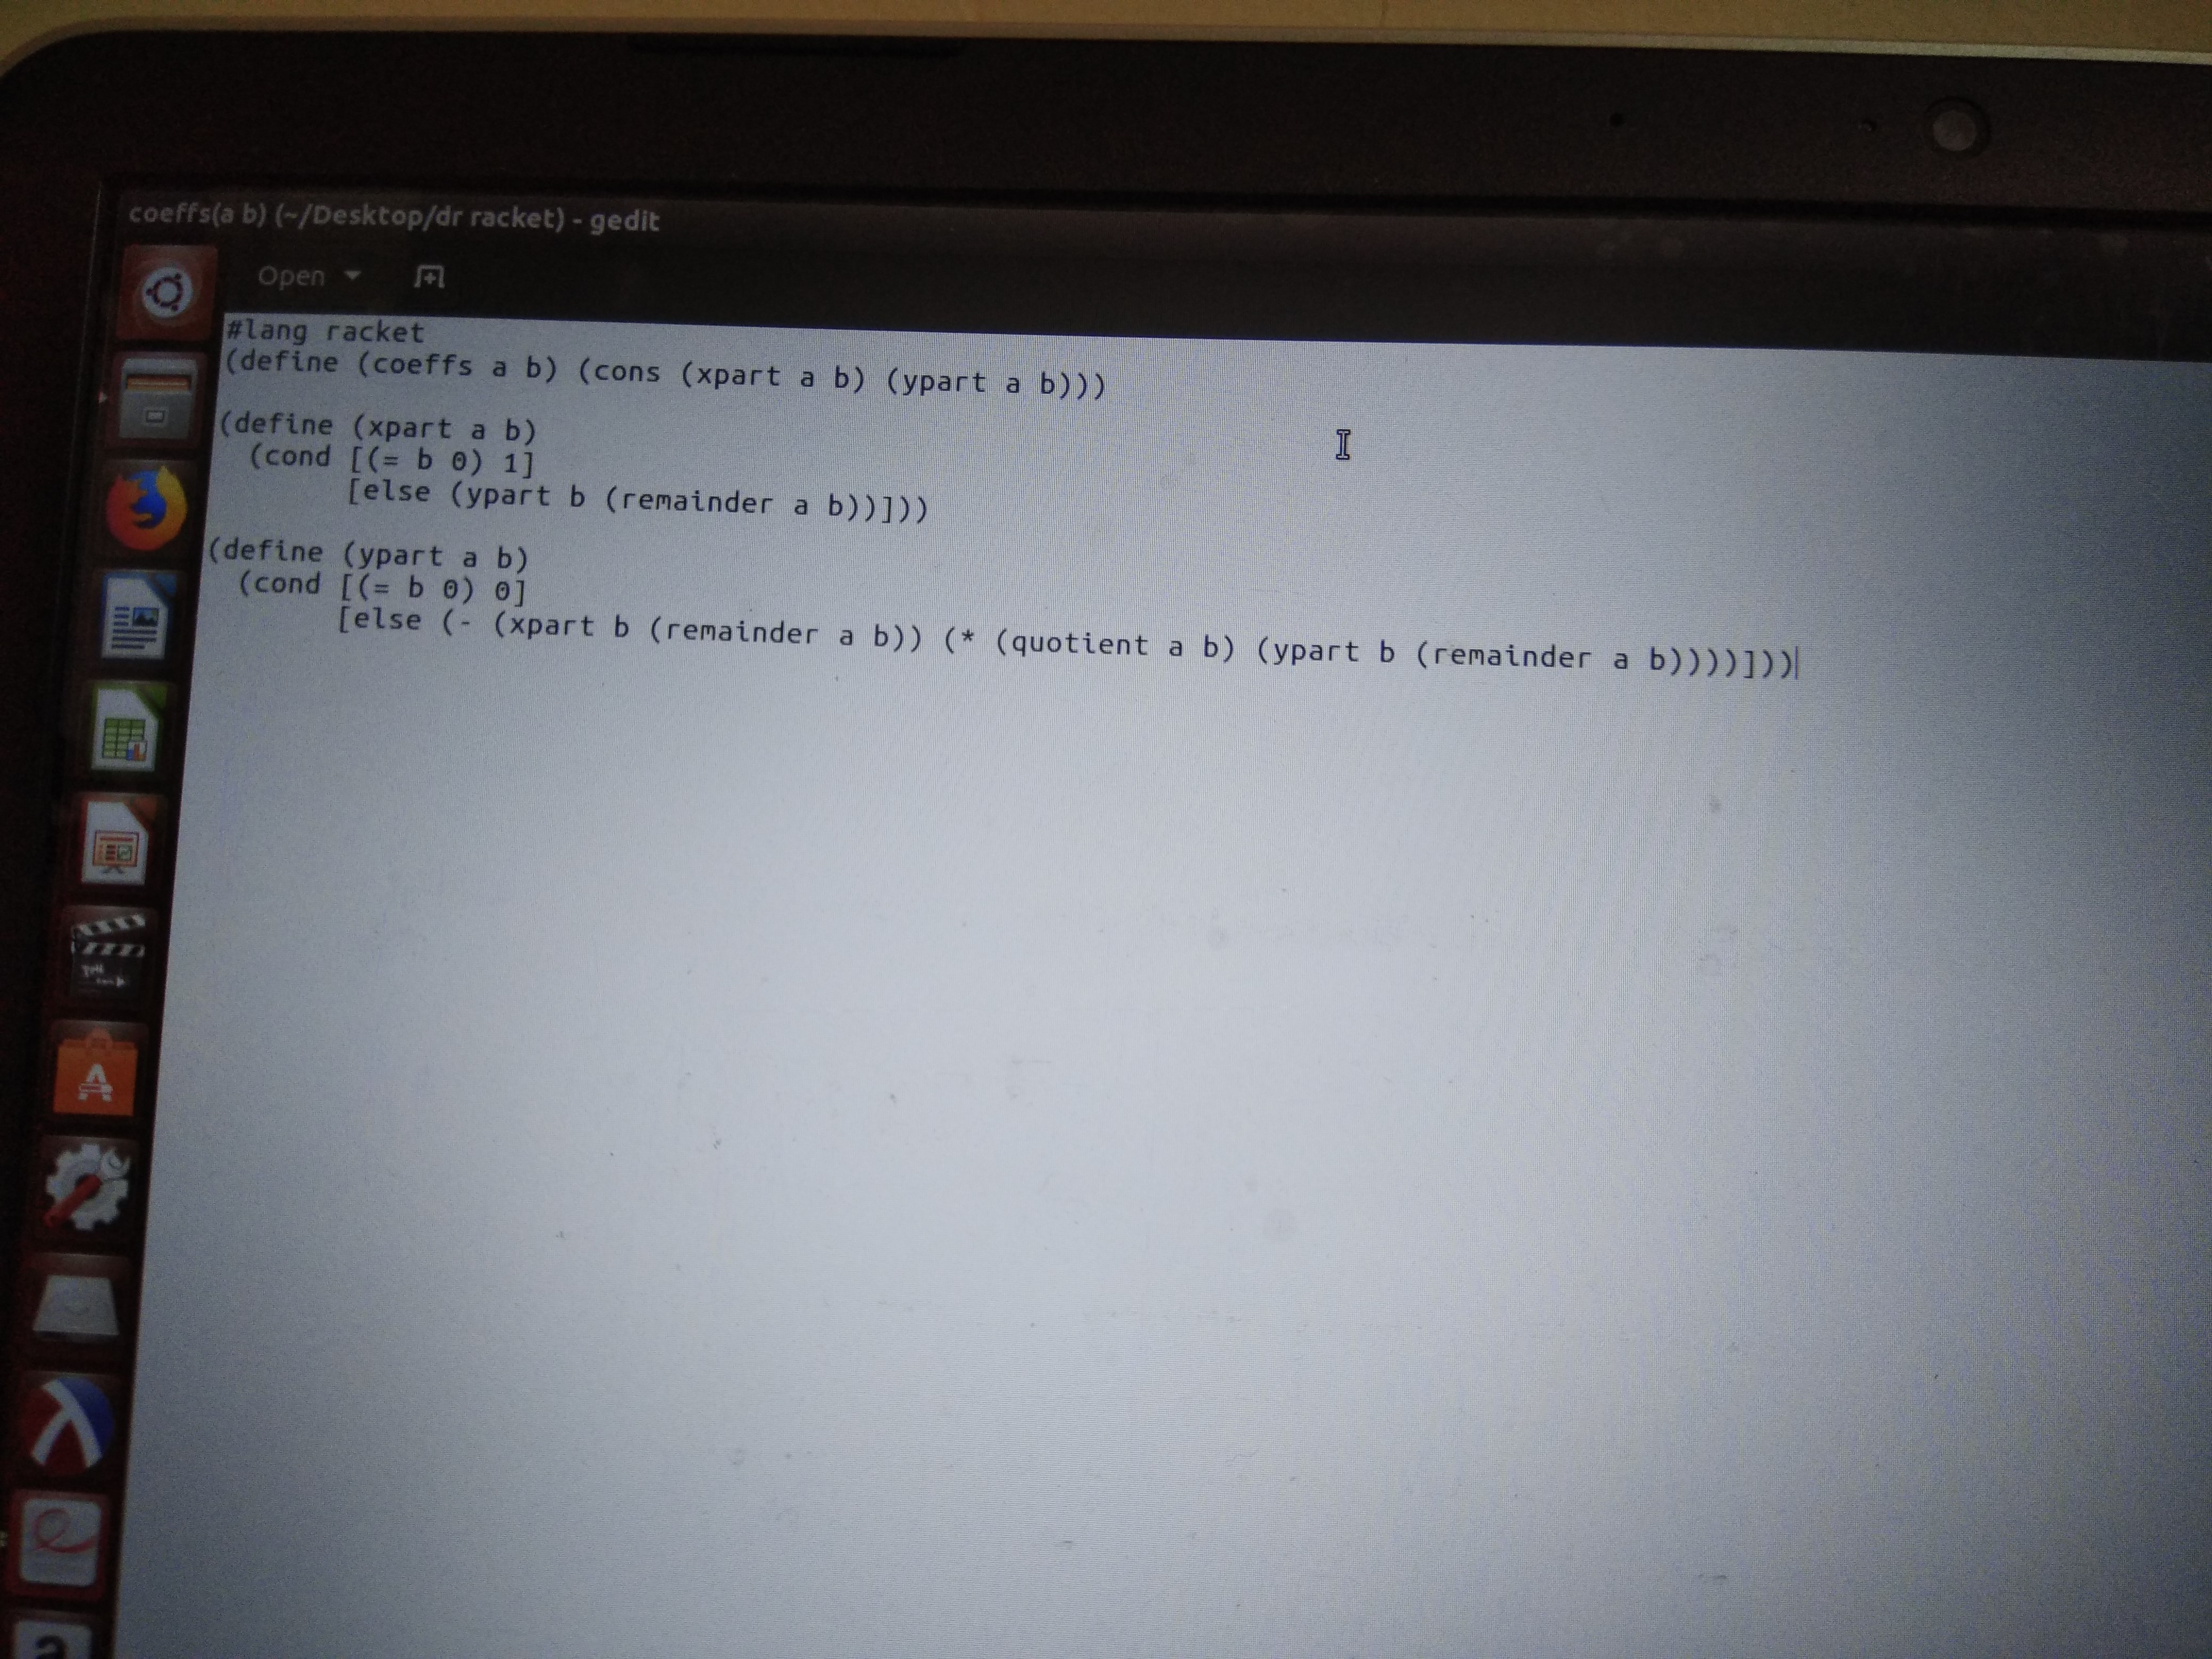 coeffs(a b) (~/Desktop/dr racket) - gedit
Open
#lang racket
(define (coeffs a b) (cons (xpart a b) (ypart a b)))
(define (xpart a b)
  (cond [(= b 0) 1]
        [else (ypart b (remainder a b))]))
(define (ypart a b)
  (cond [(= b 0) 0]
        [else (- (xpart b (remainder a b)) (* (quotient a b) (ypart b (remainder a b))))]))